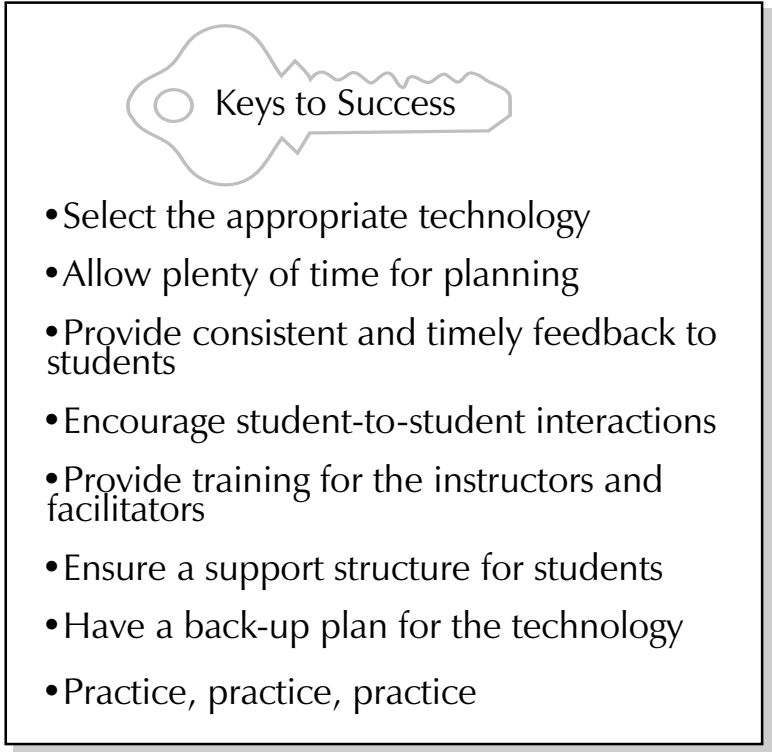 Keys to Success
•Select the appropriate technology
•Allow plenty of time for planning
•Provide consistent and timely feedback to
students
•Encourage student-to-student interactions
•Provide training for the instructors and
facilitators
•Ensure a support structure for students
•Have a back-up plan for the technology
•Practice, practice, practice